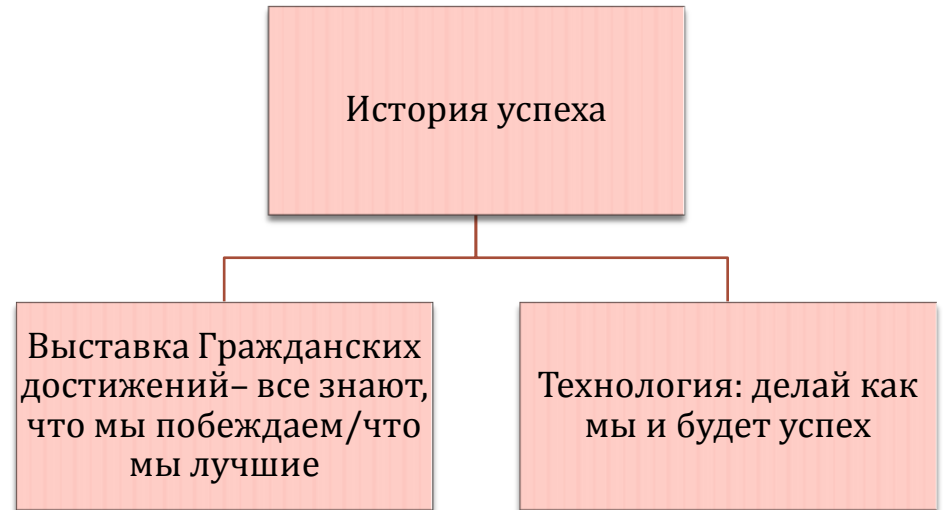 История успеха
Выставка Гражданских
достижений– все знают,
что мы побеждаем/что
мы лучшие
Технология: делай как
мы и будет успех